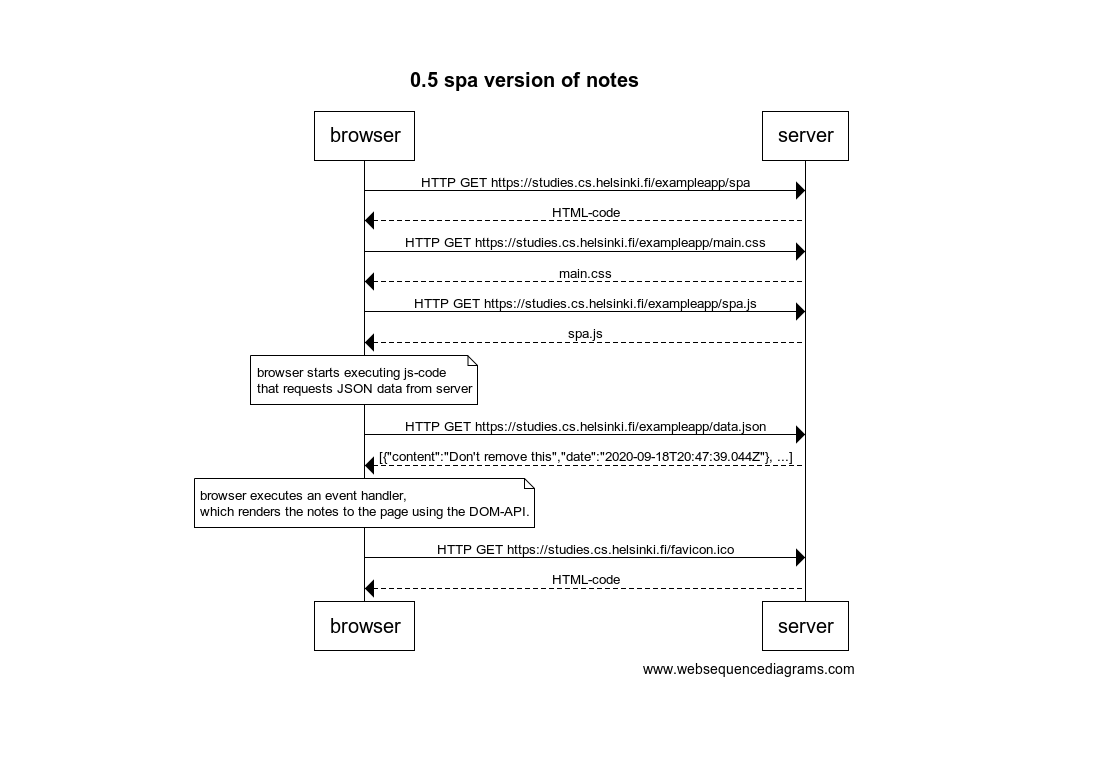 0.5 spa version of notes
browser
server
HTTP GET https://studies.cs.helsinki.fi/exampleapp/spa
HTML-code
HTTP GET https://studies.cs.helsinki.fi/exampleapp/main.css
main.css
HTTP GET https://studies.cs.helsinki.fi/exampleapp/spa.js
spa.js
browser starts executing js-code
that requests JSON data from server
HTTP GET https://studies.cs.helsinki.fi/exampleapp/data.json
[{"content":"Don't remove this","date":"2020-09-18T20:47:39.044Z"}, ...]
browser executes an event handler,
which renders the notes to the page using the DOM-API.
HTTP GET https://studies.cs.helsinki.fi/favicon.ico
HTML-code
browser
server
www.websequencediagrams.com